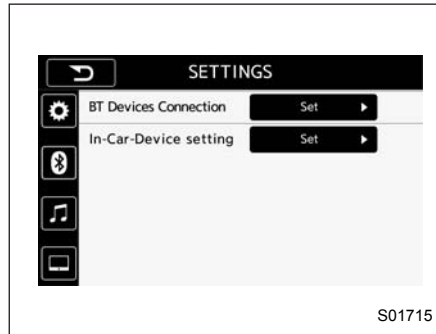 SETTINGS
BT Devices Connection Set
In-Car-Device setting Set
S01715